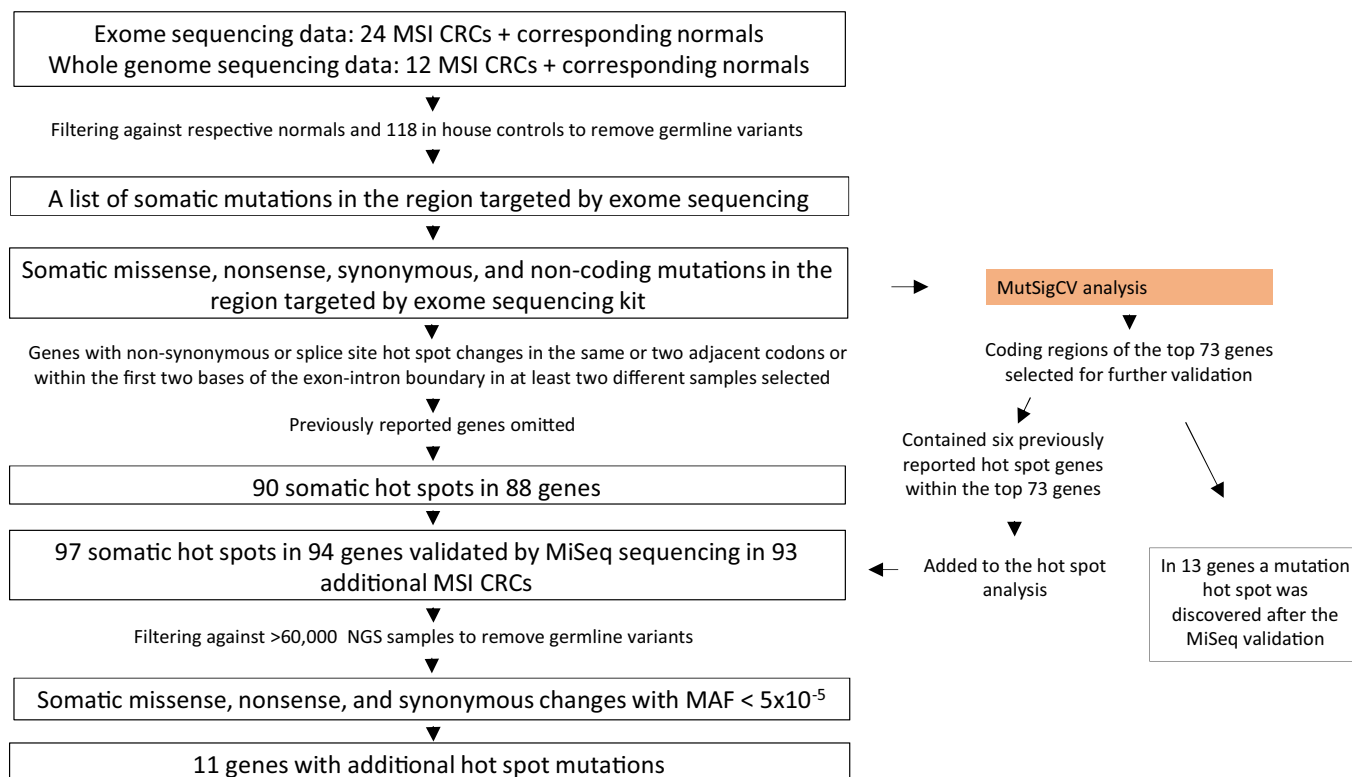 Exome sequencing data: 24 MSI CRCs + corresponding normals
Whole genome sequencing data: 12 MSI CRCs + corresponding normals
Filtering against respective normals and 118 in house controls to remove germline variants
A list of somatic mutations in the region targeted by exome sequencing
Somatic missense, nonsense, synonymous, and non-coding mutations in the
region targeted by exome sequencing kit
Genes with non-synonymous or splice site hot spot changes in the same or two adjacent codons or
within the first two bases of the exon-intron boundary in at least two different samples selected
Previously reported genes omitted
90 somatic hot spots in 88 genes
97 somatic hot spots in 94 genes validated by MiSeq sequencing in 93
additional MSI CRCs
Filtering against >60,000 NGS samples to remove germline variants
Somatic missense, nonsense, and synonymous changes with MAF < 5x10⁻⁵
11 genes with additional hot spot mutations
MutSigCV analysis
Coding regions of the top 73 genes
selected for further validation
Contained six previously
reported hot spot genes
within the top 73 genes
Added to the hot spot
analysis
In 13 genes a mutation
hot spot was
discovered after the
MiSeq validation